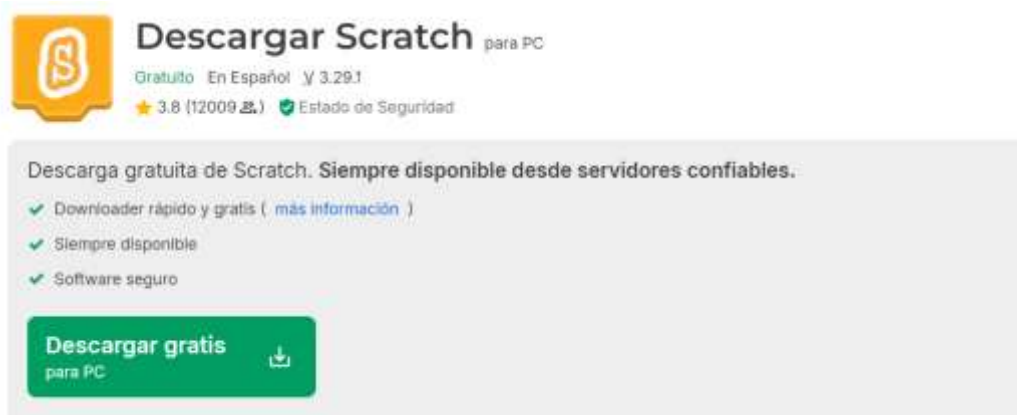 Descargar Scratch para PC
Gratuito En Español V 3.29.1
3.8 (12009) Estado de Seguridad
Descarga gratuita de Scratch. Siempre disponible desde servidores confiables.
Downloader rápido y gratis ( más información )
Siempre disponible
Software seguro
Descargar gratis
para PC